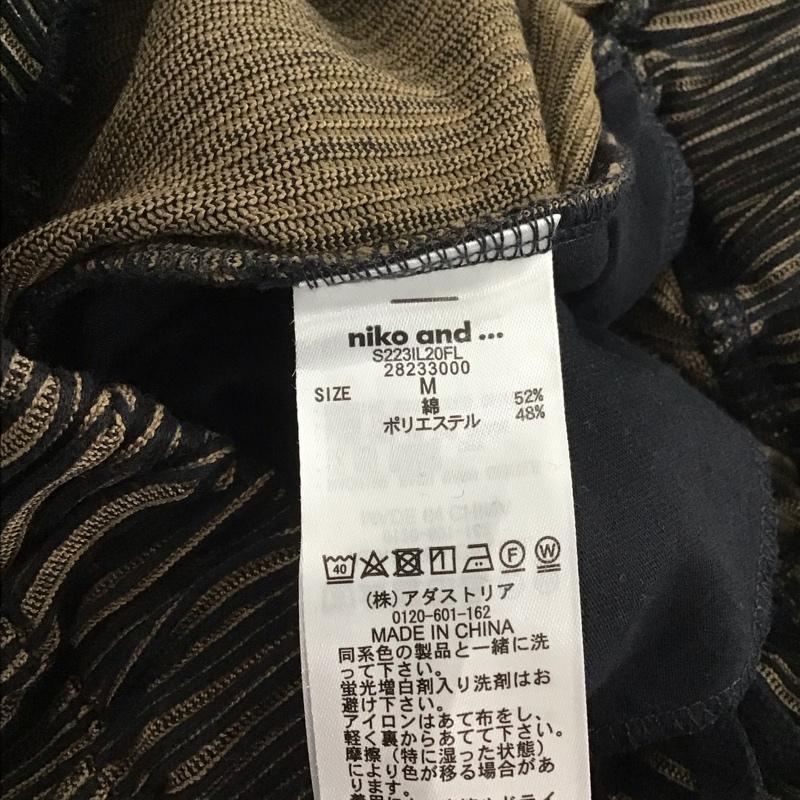 niko and ...
S223IL20FL
28233000
SIZE M
綿 52%
ポリエステル 48%
40 F W
(株)アダストリア
0120-601-162
MADE IN CHINA
同系色の製品と一緒に洗
って下さい。
蛍光増白剤入り洗剤はお
避け下さい。
アイロンはあて布をし、
軽く裏からあてて下さい。
摩擦(特に湿った状態)
により色が移る場合があ
ります。